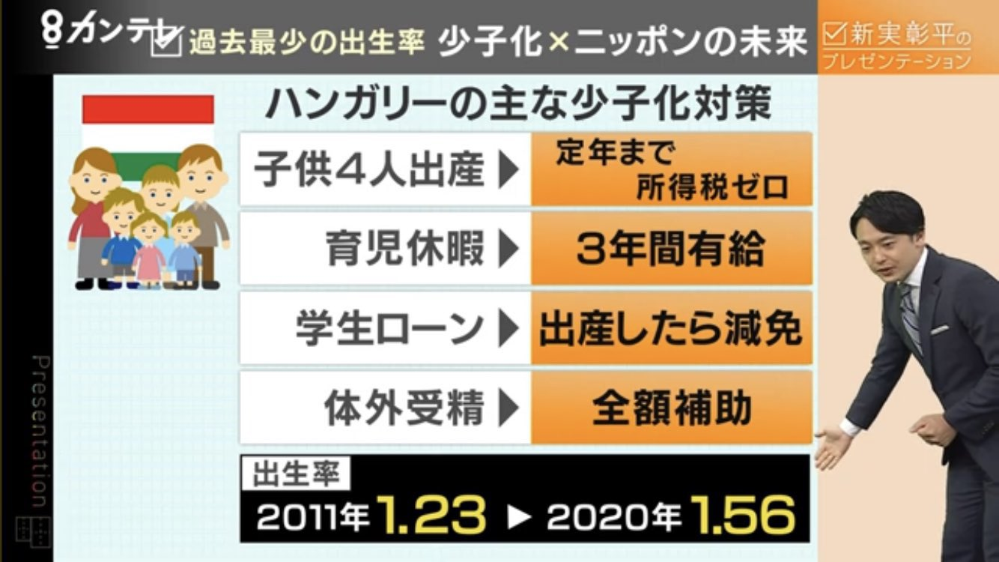 8カンテレ
過去最少の出生率 少子化×ニッポンの未来
新実彰平の
プレゼンテーション
ハンガリーの主な少子化対策
子供4人出産▶定年まで
所得税ゼロ
育児休暇▶3年間有給
学生ローン▶出産したら減免
体外受精▶全額補助
出生率
2011年1.23▶2020年1.56
Presentation